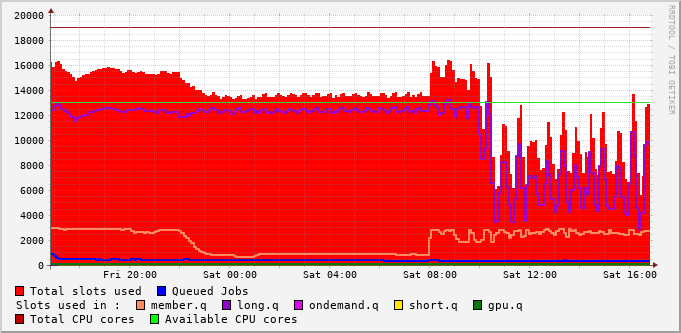 20000
18000
16000
14000
12000
10000
8000
6000
4000
2000
0
Fri 20:00 Sat 00:00 Sat 04:00 Sat 08:00 Sat 12:00 Sat 16:00
Total slots used Queued Jobs
Slots used in : member.q long.q ondemand.q short.q gpu.q
Total CPU cores Available CPU cores
RRDTOOL / TOBI OETIKER